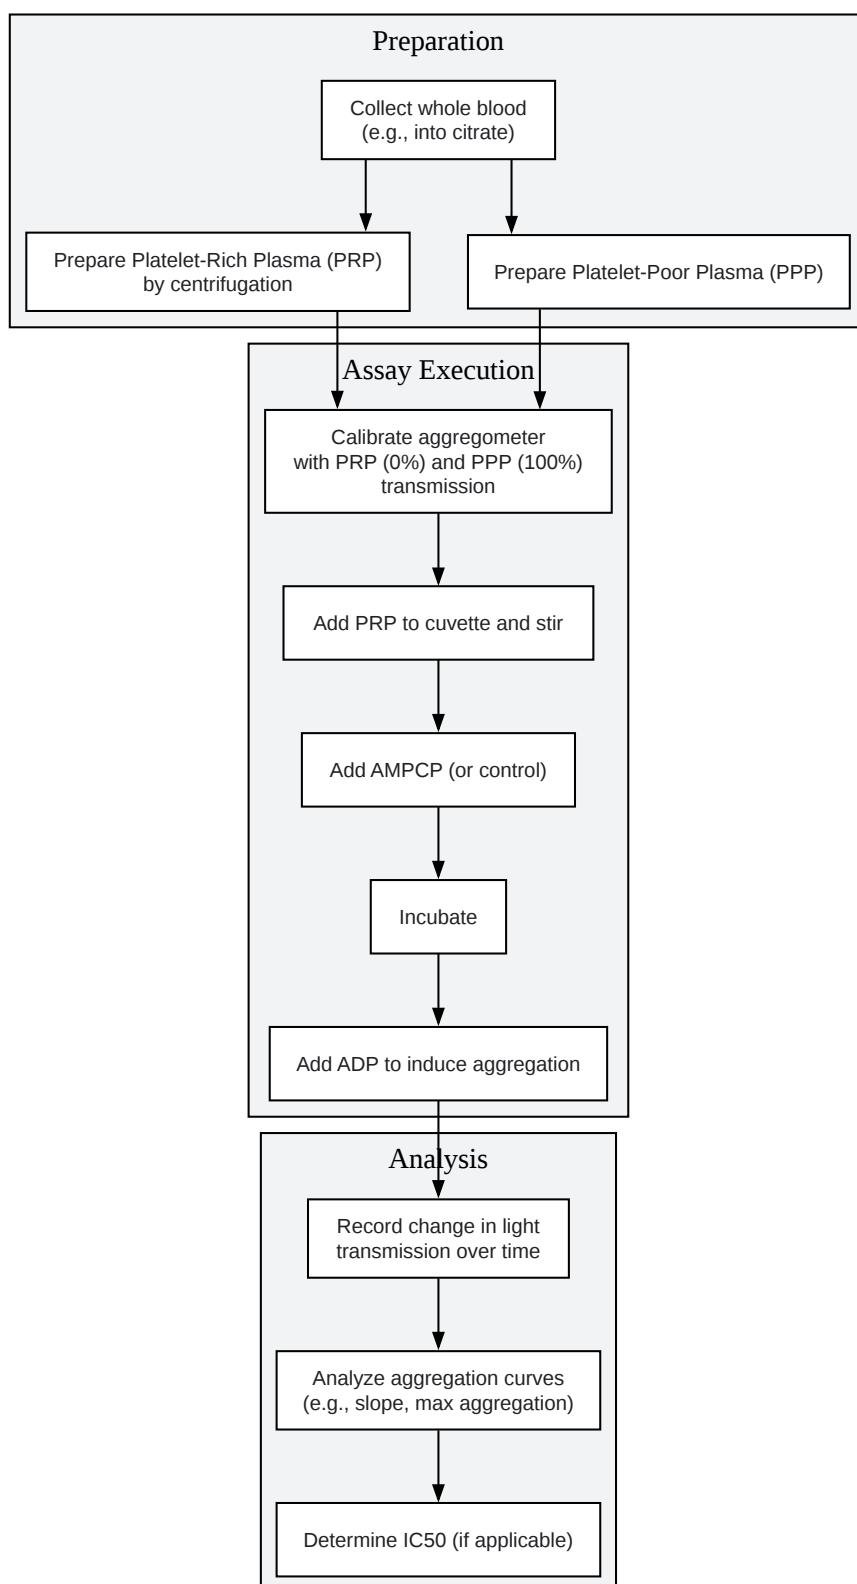 Preparation
Collect whole blood
(e.g., into citrate)
Prepare Platelet-Rich Plasma (PRP)
by centrifugation
Prepare Platelet-Poor Plasma (PPP)
Assay Execution
Calibrate aggregometer
with PRP (0%) and PPP (100%)
transmission
Add PRP to cuvette and stir
Add AMPCP (or control)
Incubate
Add ADP to induce aggregation
Analysis
Record change in light
transmission over time
Analyze aggregation curves
(e.g., slope, max aggregation)
Determine IC50 (if applicable)